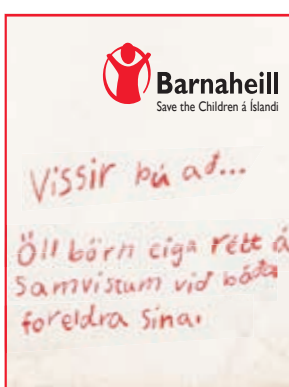 Barnaheill
Save the Children á Íslandi
Vissir þú að...
Öll börn eiga rétt á
Samvistum við báða
foreldra sína.